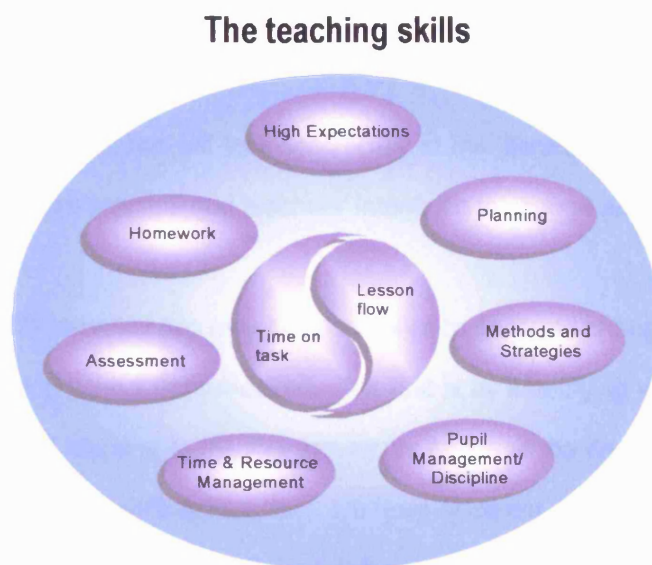 The teaching skills
High Expectations
Planning
Homework
Lesson
flow
Time on
task
Methods and
Strategies
Assessment
Pupil
Management/
Discipline
Time & Resource
Management